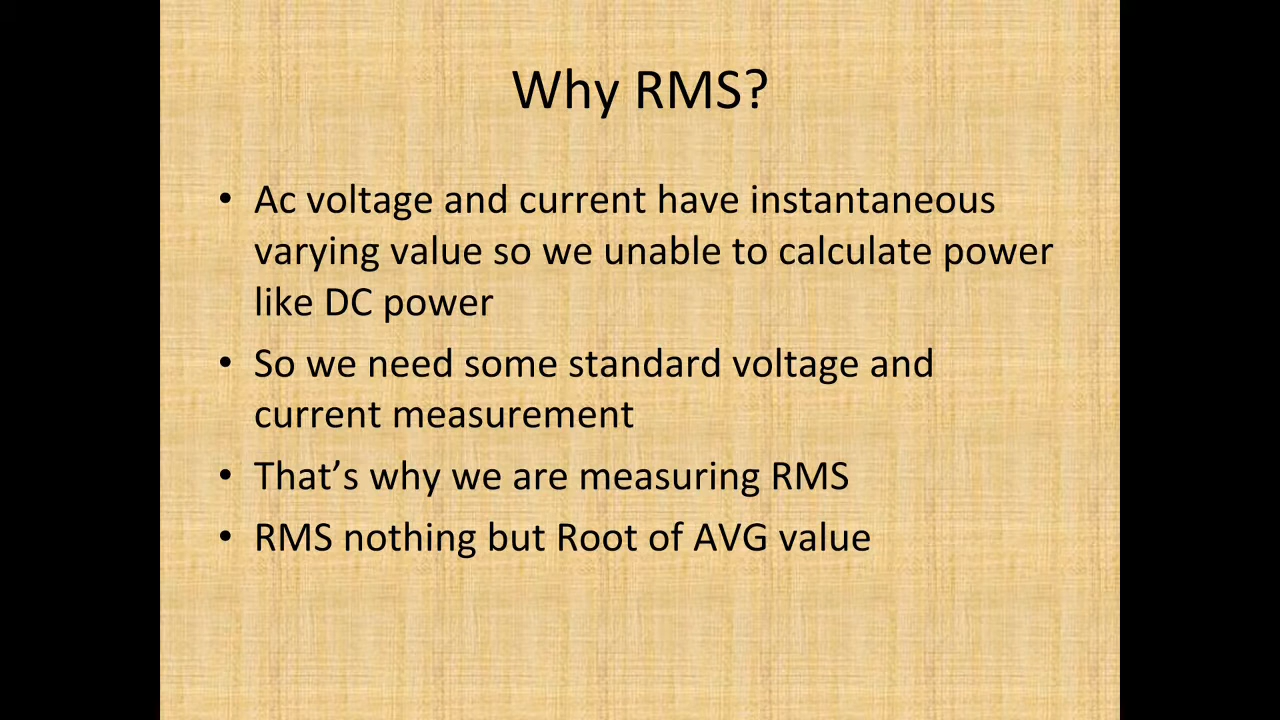 Why RMS?
• Ac voltage and current have instantaneous
varying value so we unable to calculate power
like DC power
• So we need some standard voltage and
current measurement
• That’s why we are measuring RMS
• RMS nothing but Root of AVG value